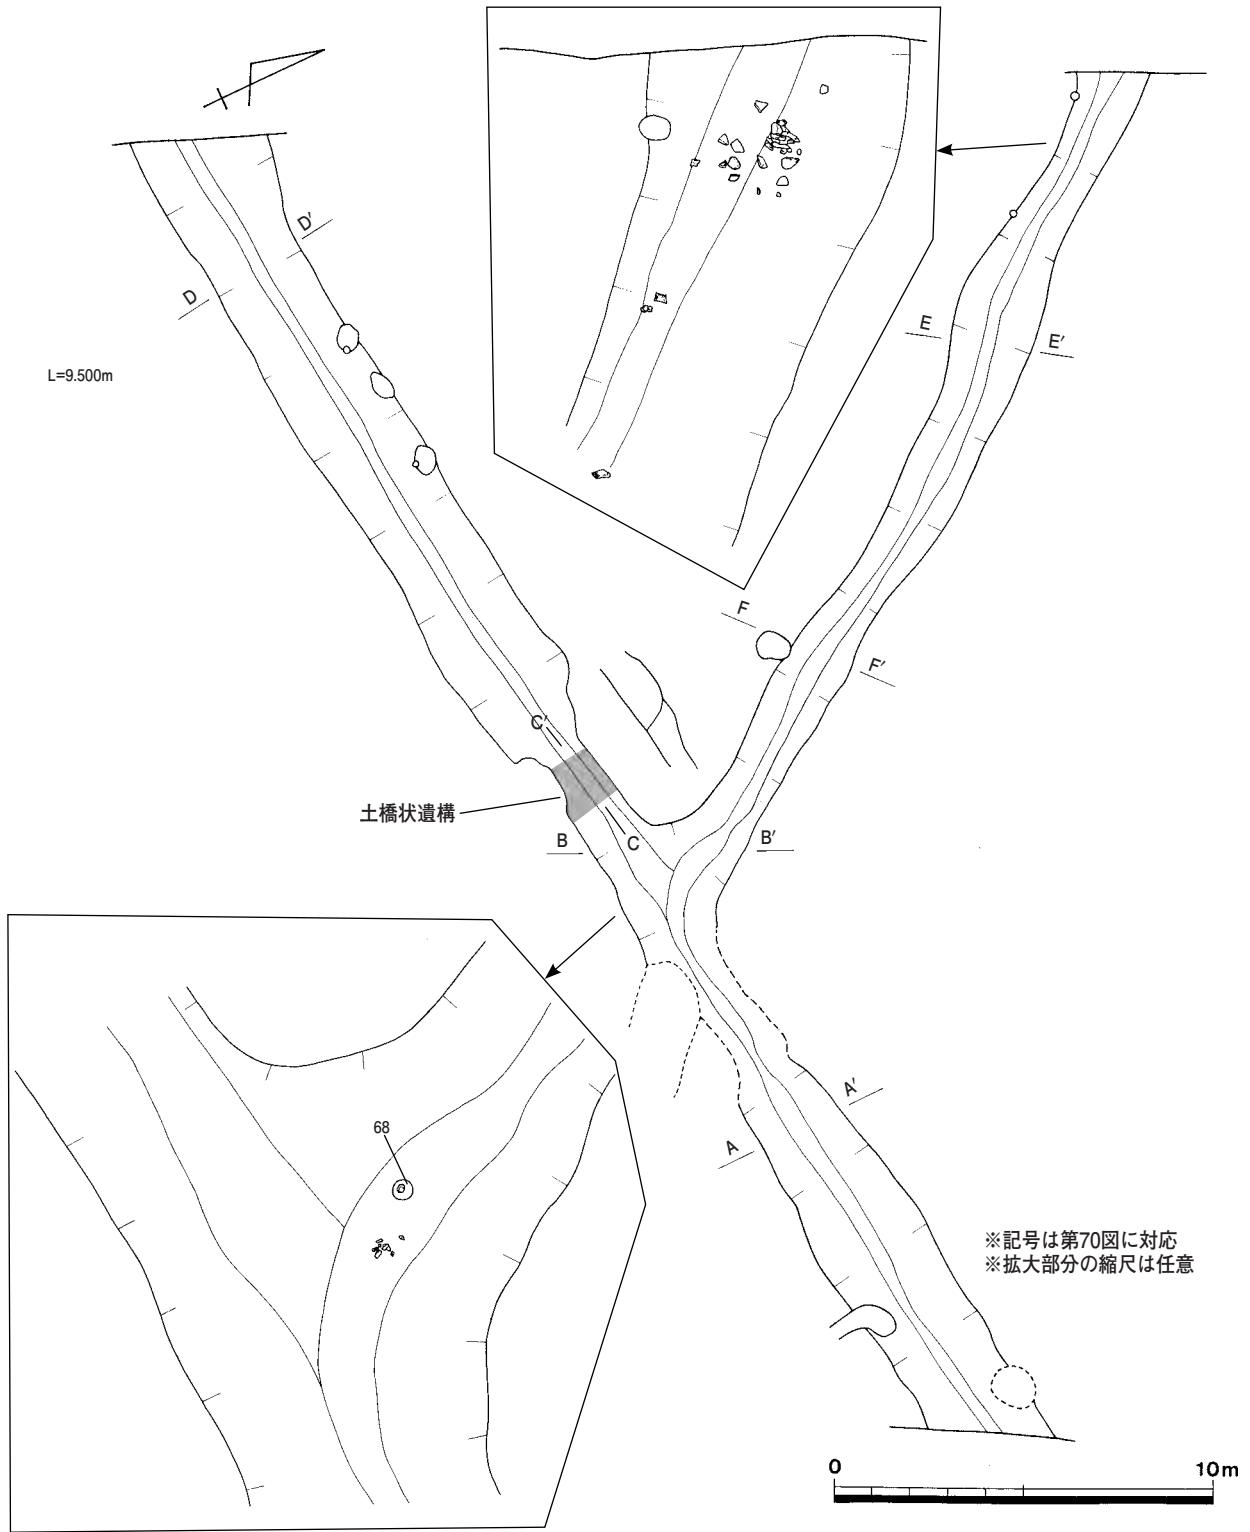 D′
D
L=9.500m
E
E′
F
F′
C′
土橋状遺構
B
C
B′
68
A′
A
※記号は第70図に対応
※拡大部分の縮尺は任意
0 10m